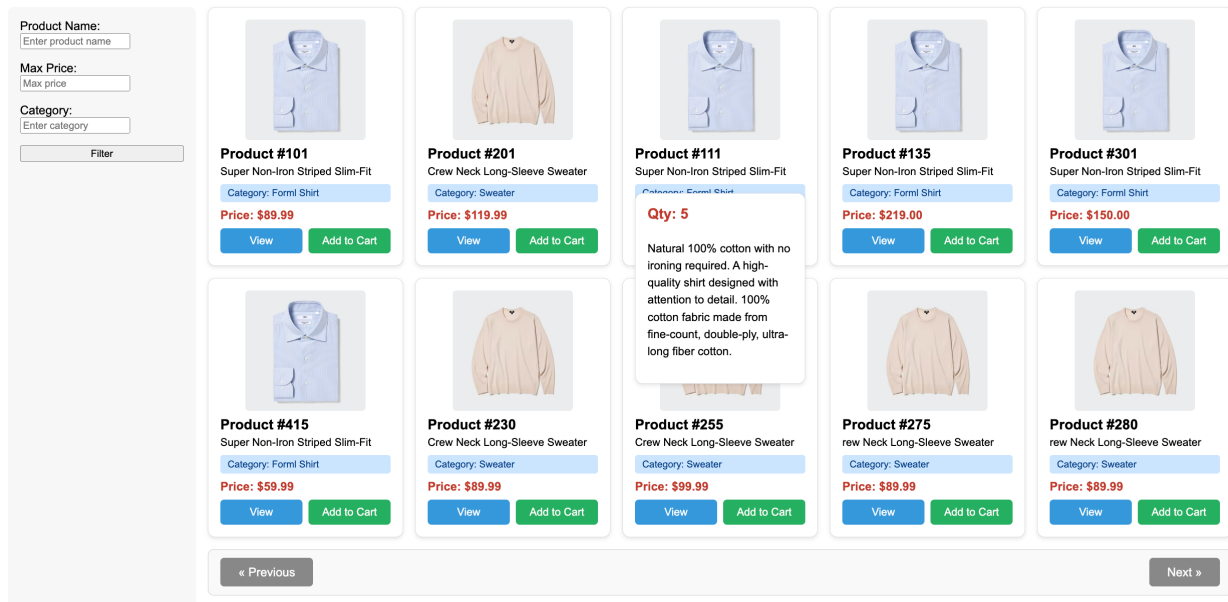 Product Name:
Enter product name
Max Price:
Max price
Category:
Enter category
Filter
Product #101
Super Non-Iron Striped Slim-Fit
Category: Forml Shirt
Price: $89.99
View
Add to Cart
Product #201
Crew Neck Long-Sleeve Sweater
Category: Sweater
Price: $119.99
View
Add to Cart
Product #111
Super Non-Iron Striped Slim-Fit
Category: Forml Shirt
Qty: 5
Natural 100% cotton with no
ironing required. A high-
quality shirt designed with
attention to detail. 100%
cotton fabric made from
fine-count, double-ply, ultra-
long fiber cotton.
Product #135
Super Non-Iron Striped Slim-Fit
Category: Forml Shirt
Price: $219.00
View
Add to Cart
Product #301
Super Non-Iron Striped Slim-Fit
Category: Forml Shirt
Price: $150.00
View
Add to Cart
Product #415
Super Non-Iron Striped Slim-Fit
Category: Forml Shirt
Price: $59.99
View
Add to Cart
Product #230
Crew Neck Long-Sleeve Sweater
Category: Sweater
Price: $89.99
View
Add to Cart
Product #255
Crew Neck Long-Sleeve Sweater
Category: Sweater
Price: $99.99
View
Add to Cart
Product #275
rew Neck Long-Sleeve Sweater
Category: Sweater
Price: $89.99
View
Add to Cart
Product #280
rew Neck Long-Sleeve Sweater
Category: Sweater
Price: $89.99
View
Add to Cart
« Previous
Next »